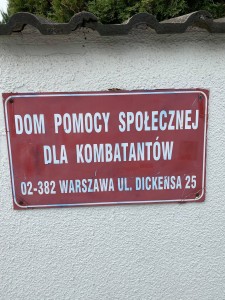 DOM POMOCY SPOŁECZNEJ
DLA KOMBATANTÓW
02-382 WARSZAWA UL. DICKENSA 25